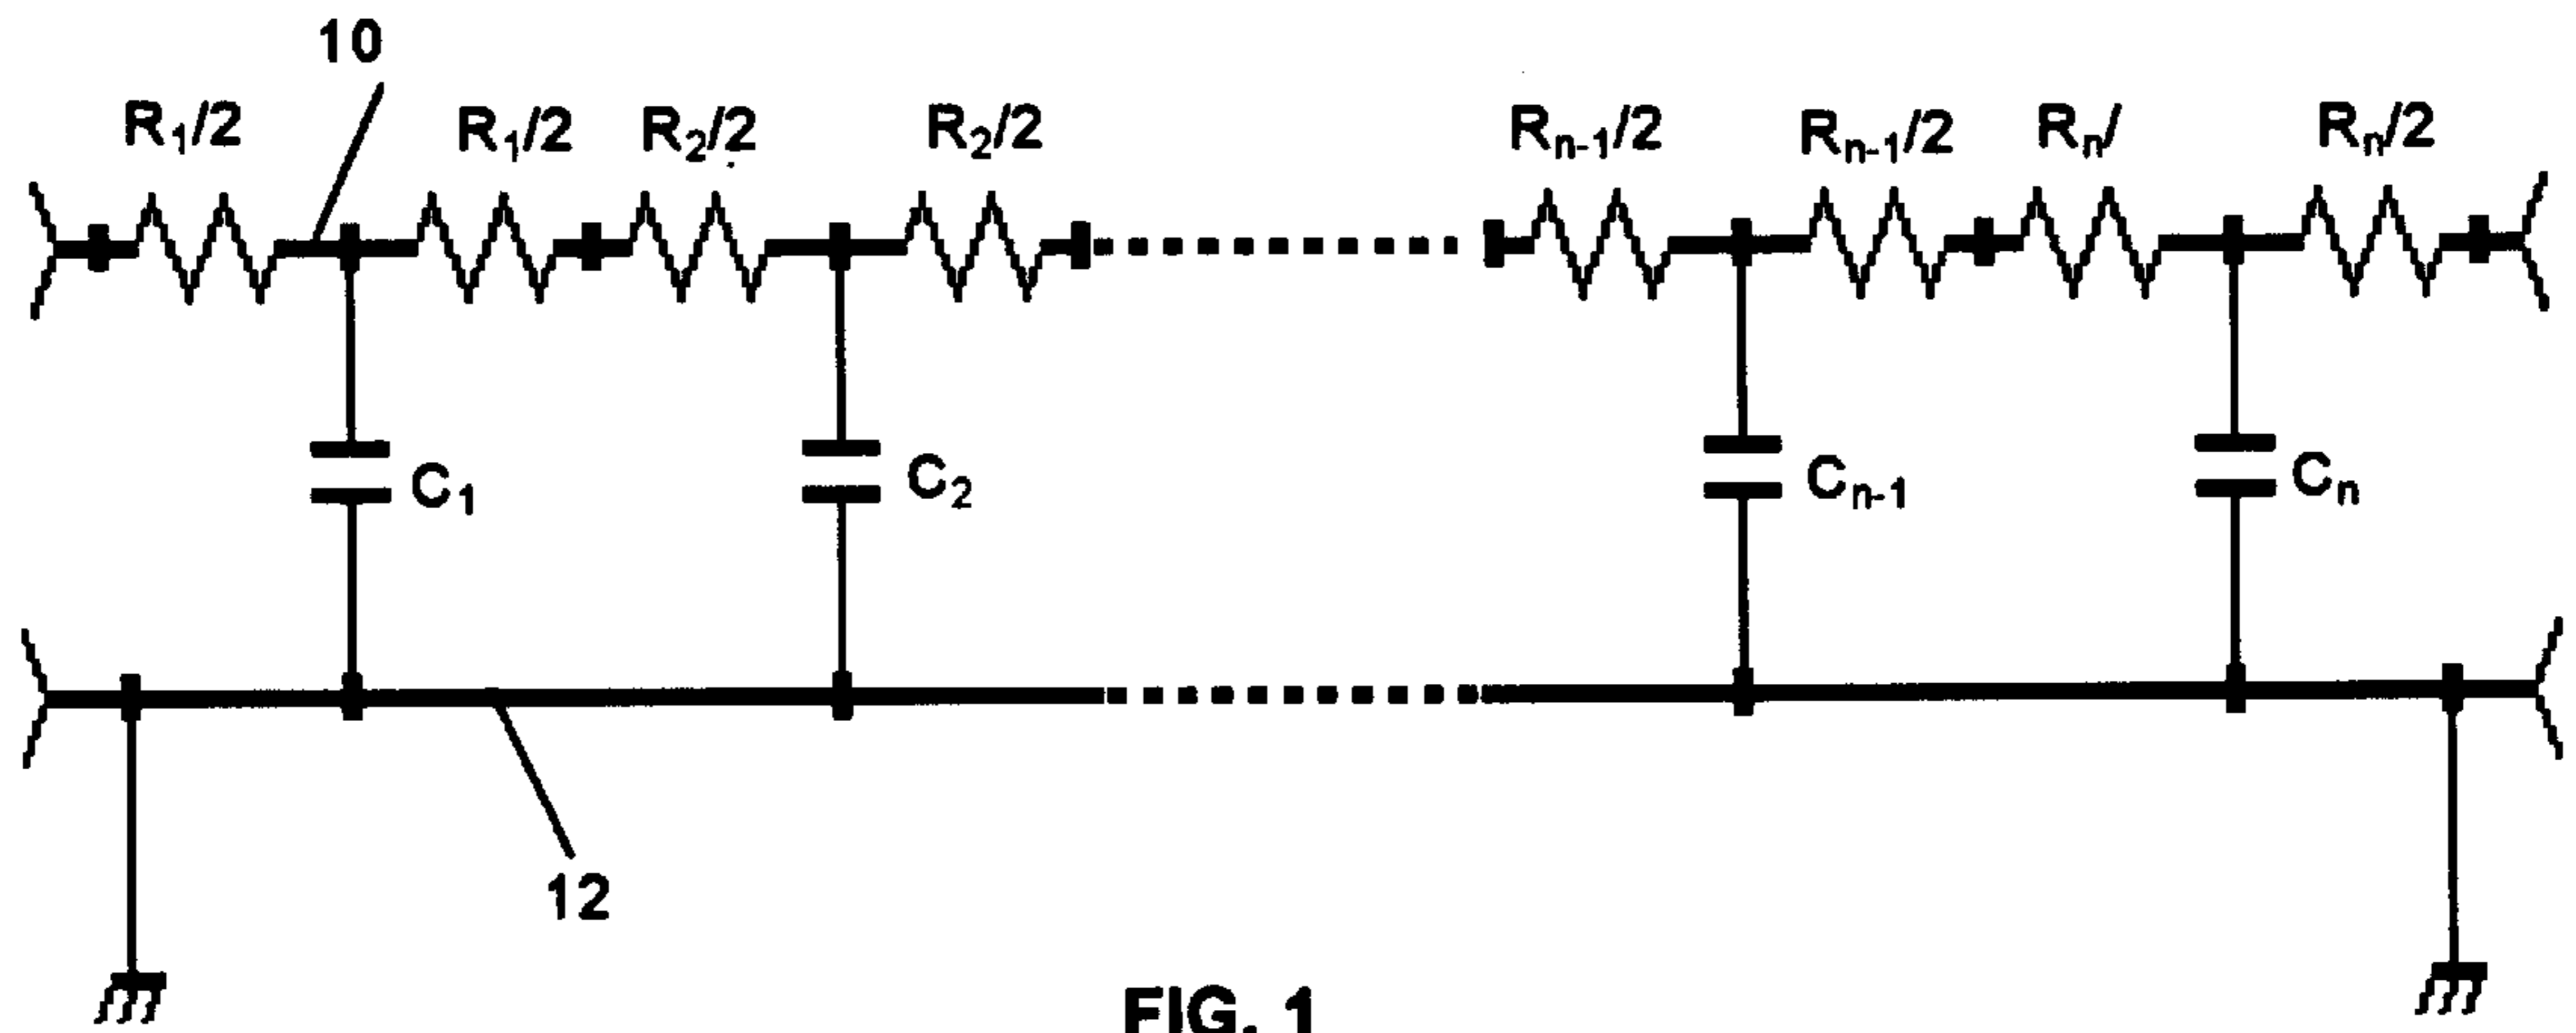 10
R₁/2 R₁/2 R₂/2 R₂/2 Rₙ₋₁/2 Rₙ₋₁/2 Rₙ/ Rₙ/2
C₁ C₂ Cₙ₋₁ Cₙ
12
FIG. 1